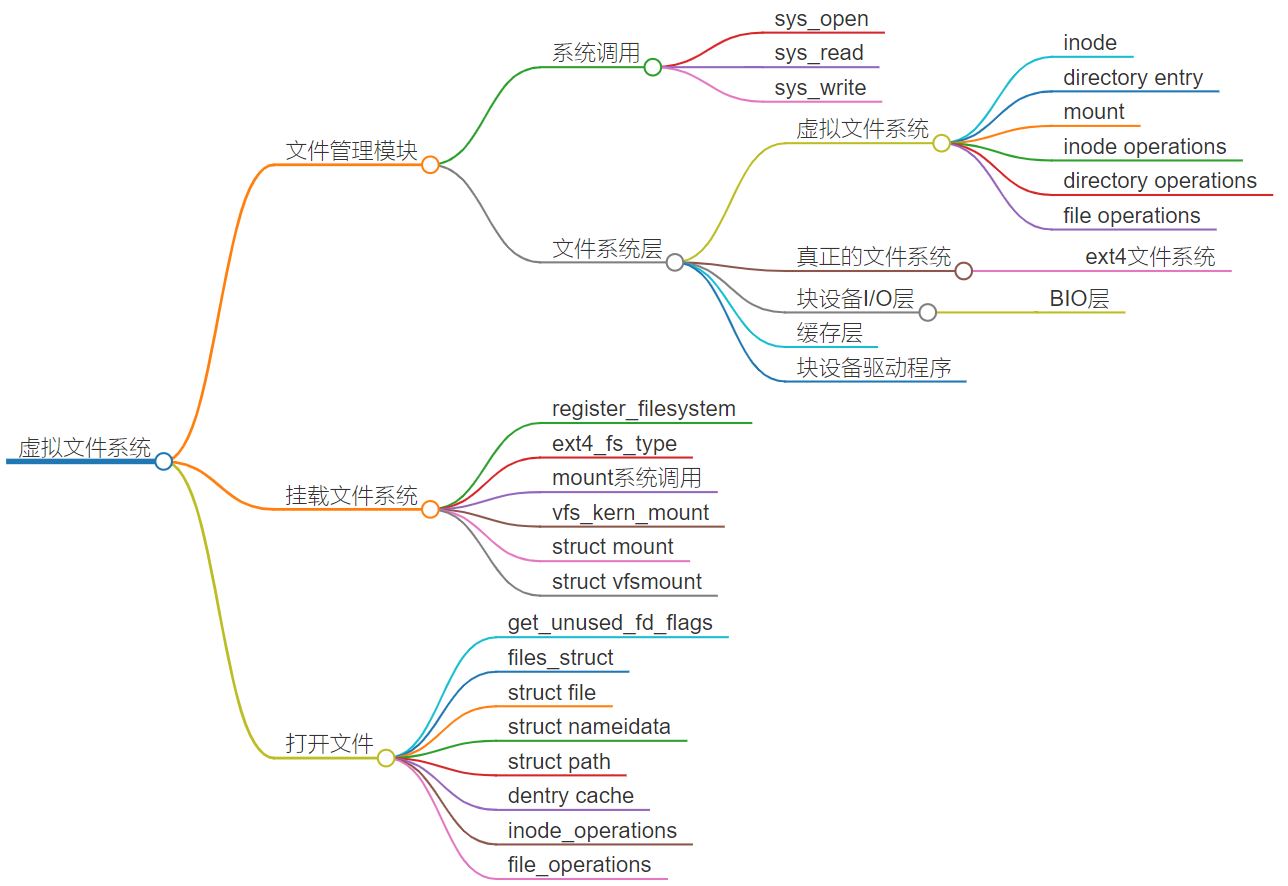 虚拟文件系统
文件管理模块
系统调用
sys_open
sys_read
sys_write
文件系统层
虚拟文件系统
inode
directory entry
mount
inode operations
directory operations
file operations
真正的文件系统
ext4文件系统
块设备I/O层
BIO层
缓存层
块设备驱动程序
挂载文件系统
register_filesystem
ext4_fs_type
mount系统调用
vfs_kern_mount
struct mount
struct vfsmount
打开文件
get_unused_fd_flags
files_struct
struct file
struct nameidata
struct path
dentry cache
inode_operations
file_operations